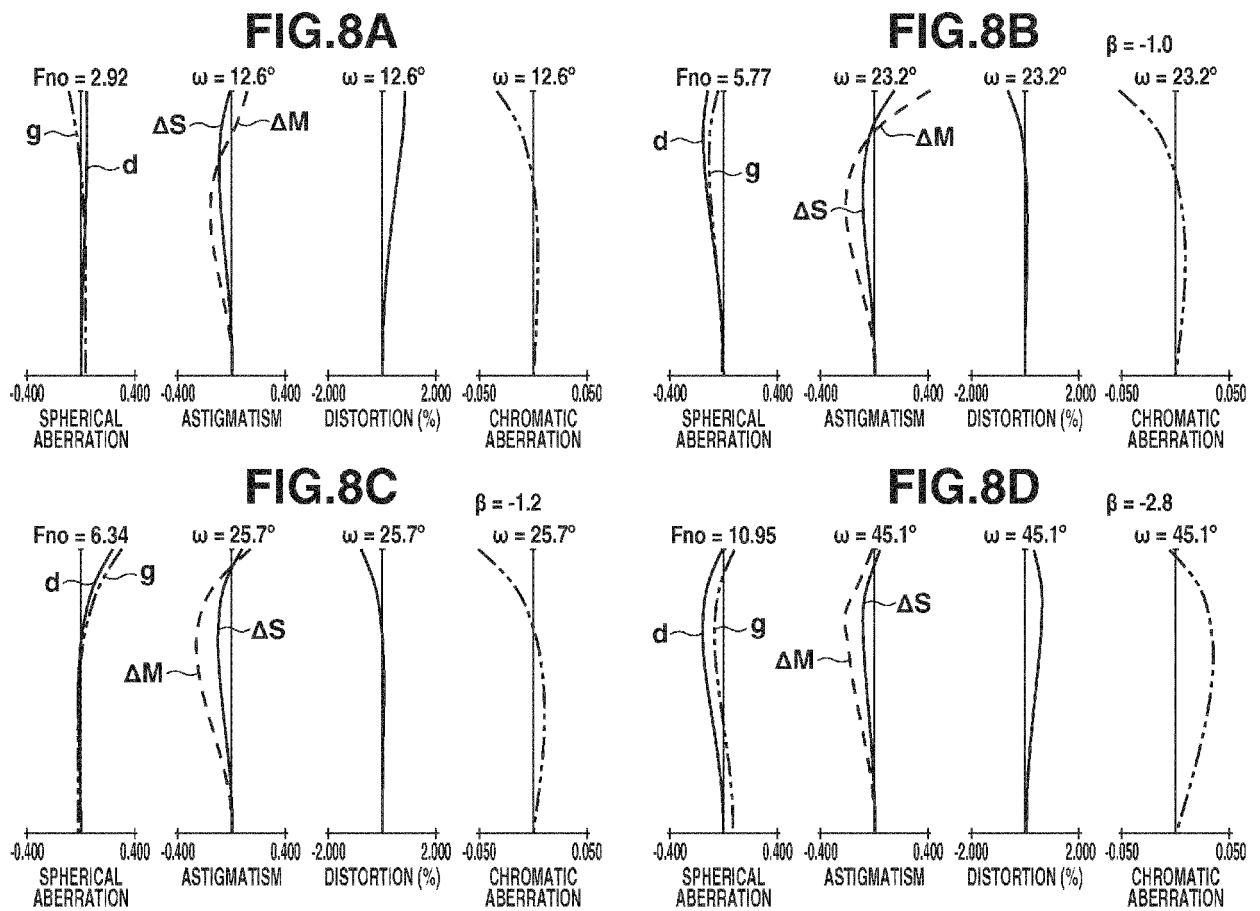 FIG.8A
Fno = 2.92
ω = 12.6°
ω = 12.6°
ω = 12.6°
g
d
ΔS
ΔM
-0.400 0.400
SPHERICAL
ABERRATION
-0.400 0.400
ASTIGMATISM
-2.000 2.000
DISTORTION (%)
-0.050 0.050
CHROMATIC
ABERRATION
FIG.8B
β = -1.0
Fno = 5.77
ω = 23.2°
ω = 23.2°
ω = 23.2°
d
g
ΔM
ΔS
-0.400 0.400
SPHERICAL
ABERRATION
-0.400 0.400
ASTIGMATISM
-2.000 2.000
DISTORTION (%)
-0.050 0.050
CHROMATIC
ABERRATION
FIG.8C
β = -1.2
Fno = 6.34
ω = 25.7°
ω = 25.7°
ω = 25.7°
d
g
ΔS
ΔM
-0.400 0.400
SPHERICAL
ABERRATION
-0.400 0.400
ASTIGMATISM
-2.000 2.000
DISTORTION (%)
-0.050 0.050
CHROMATIC
ABERRATION
FIG.8D
β = -2.8
Fno = 10.95
ω = 45.1°
ω = 45.1°
ω = 45.1°
d
g
ΔS
ΔM
-0.400 0.400
SPHERICAL
ABERRATION
-0.400 0.400
ASTIGMATISM
-2.000 2.000
DISTORTION (%)
-0.050 0.050
CHROMATIC
ABERRATION